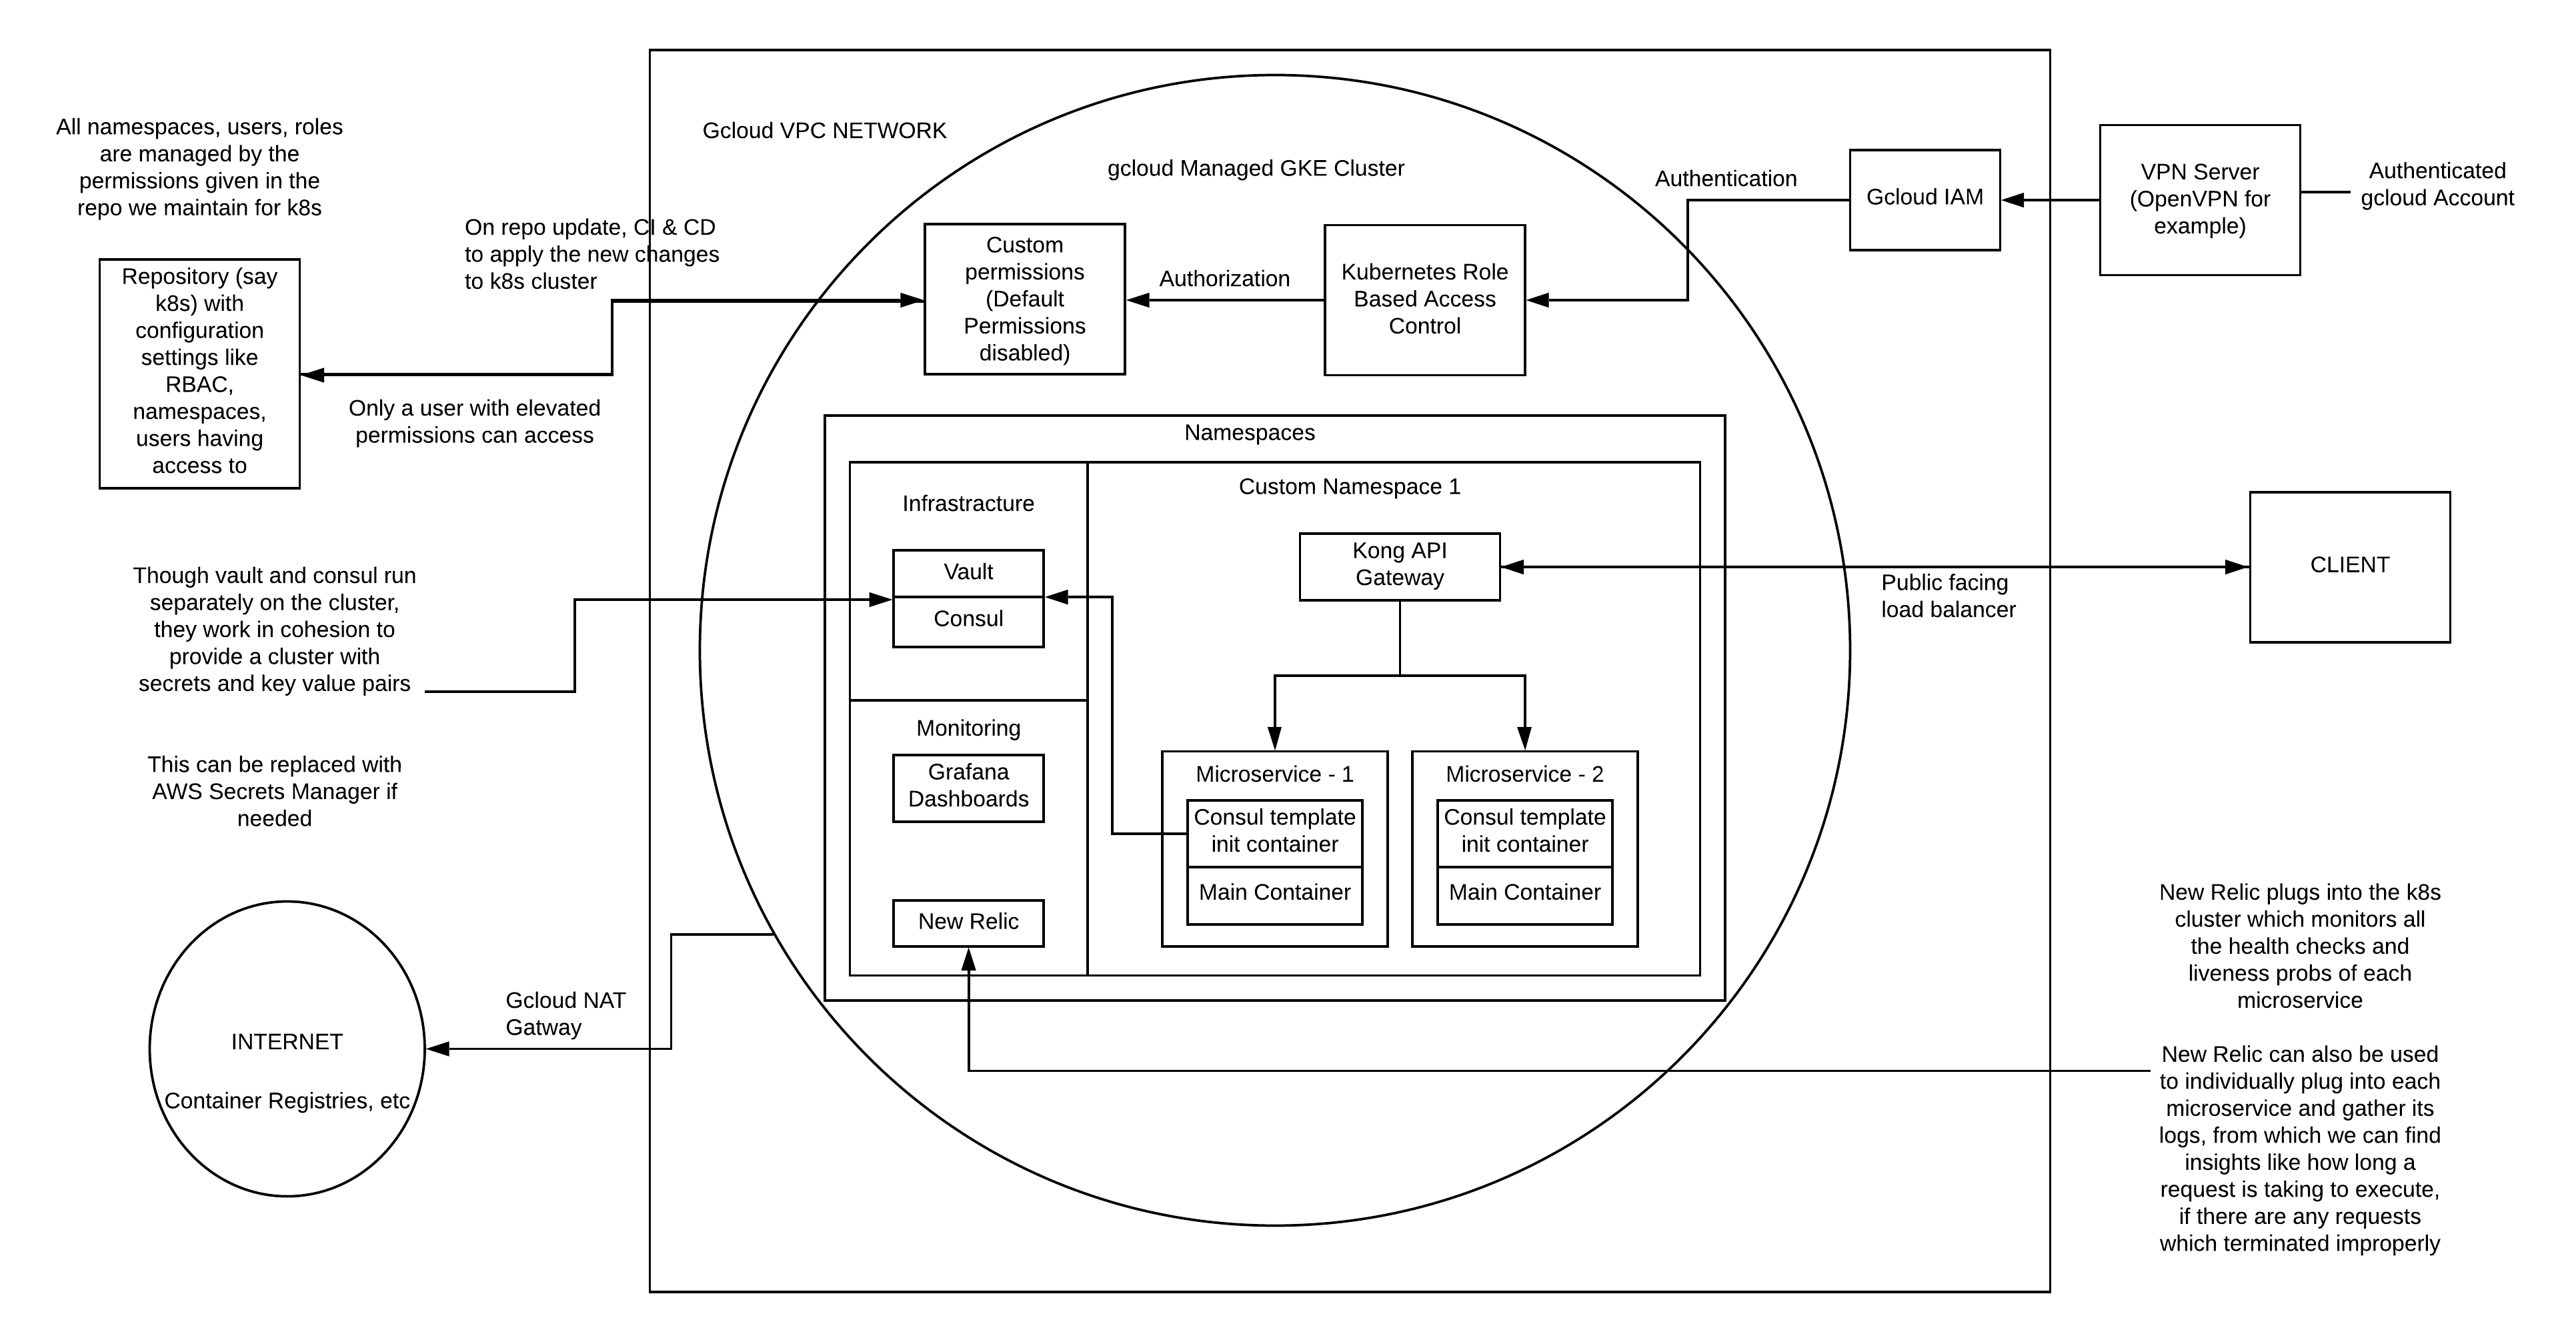 All namespaces, users, roles
are managed by the
permissions given in the
repo we maintain for k8s
On repo update, CI & CD
to apply the new changes
to k8s cluster
Repository (say
k8s) with
configuration
settings like
RBAC,
namespaces,
users having
access to
Only a user with elevated
permissions can access
Gcloud VPC NETWORK
gcloud Managed GKE Cluster
Custom
permissions
(Default
Permissions
disabled)
Authorization
Kubernetes Role
Based Access
Control
Authentication
Gcloud IAM
VPN Server
(OpenVPN for
example)
Authenticated
gcloud Account
Namespaces
Infrastracture
Vault
Consul
Custom Namespace 1
Kong API
Gateway
Public facing
load balancer
CLIENT
Though vault and consul run
separately on the cluster,
they work in cohesion to
provide a cluster with
secrets and key value pairs
This can be replaced with
AWS Secrets Manager if
needed
Monitoring
Grafana
Dashboards
New Relic
Microservice - 1
Consul template
init container
Main Container
Microservice - 2
Consul template
init container
Main Container
Gcloud NAT
Gatway
INTERNET
Container Registries, etc
New Relic plugs into the k8s
cluster which monitors all
the health checks and
liveness probs of each
microservice
New Relic can also be used
to individually plug into each
microservice and gather its
logs, from which we can find
insights like how long a
request is taking to execute,
if there are any requests
which terminated improperly